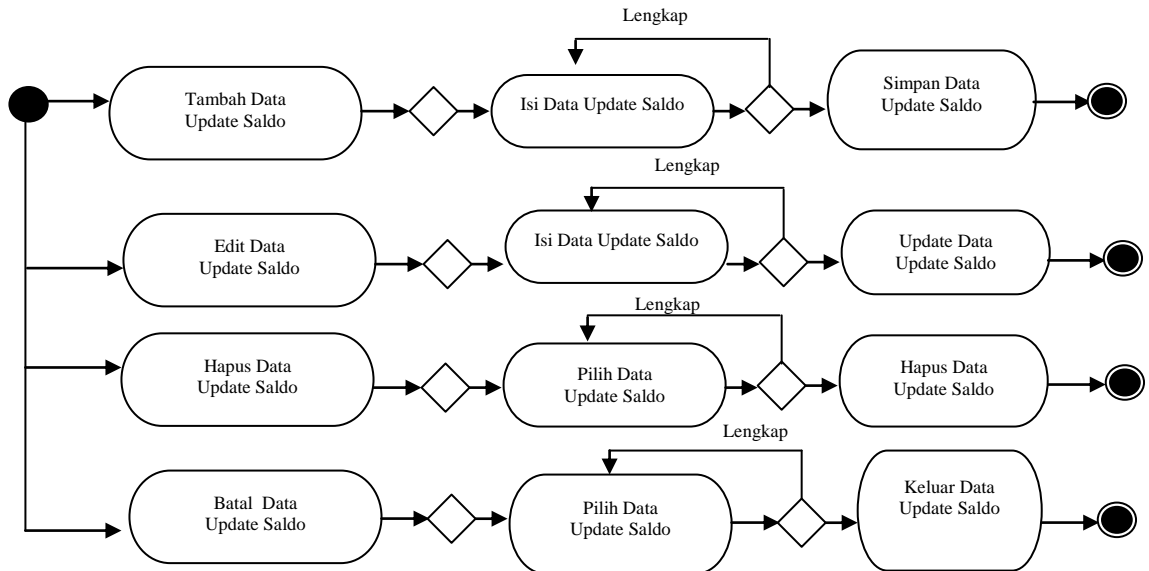 Lengkap
Tambah Data
Update Saldo
Isi Data Update Saldo
Simpan Data
Update Saldo
Lengkap
Edit Data
Update Saldo
Isi Data Update Saldo
Update Data
Update Saldo
Lengkap
Hapus Data
Update Saldo
Pilih Data
Update Saldo
Hapus Data
Update Saldo
Lengkap
Batal Data
Update Saldo
Pilih Data
Update Saldo
Keluar Data
Update Saldo